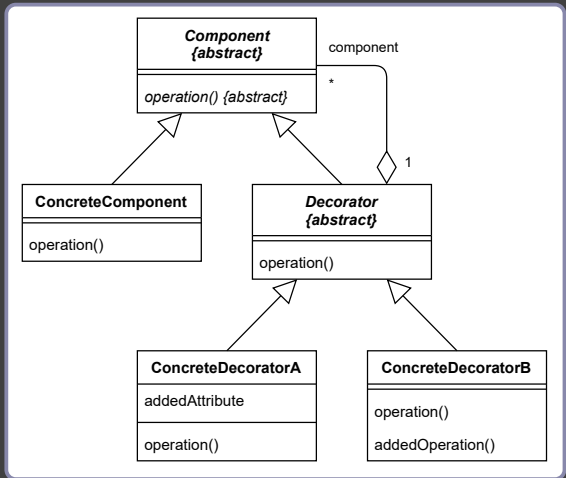 Component
{abstract}
component
*
operation() {abstract}
1
ConcreteComponent
operation()
Decorator
{abstract}
operation()
ConcreteDecoratorA
addedAttribute
operation()
ConcreteDecoratorB
operation()
addedOperation()